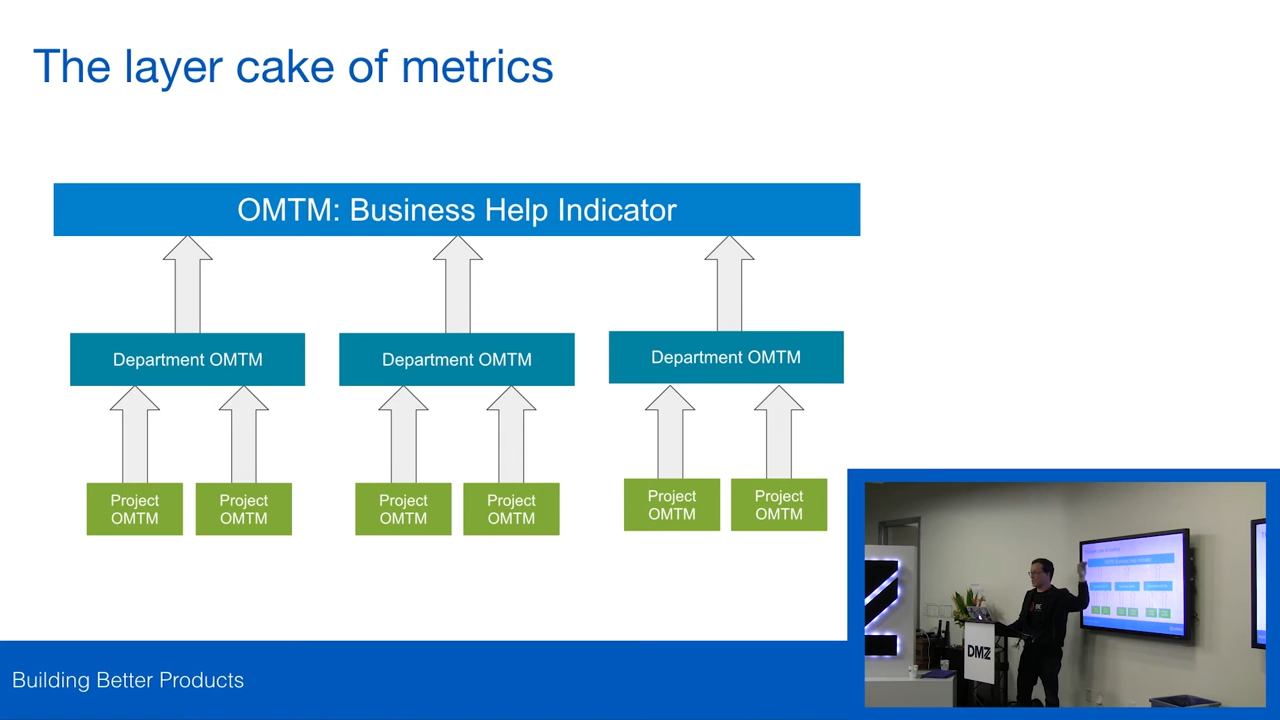 The layer cake of metrics
OMTM: Business Help Indicator
Department OMTM
Department OMTM
Department OMTM
Project
OMTM
Project
OMTM
Project
OMTM
Project
OMTM
Project
OMTM
Project
OMTM
Building Better Products
DMZ